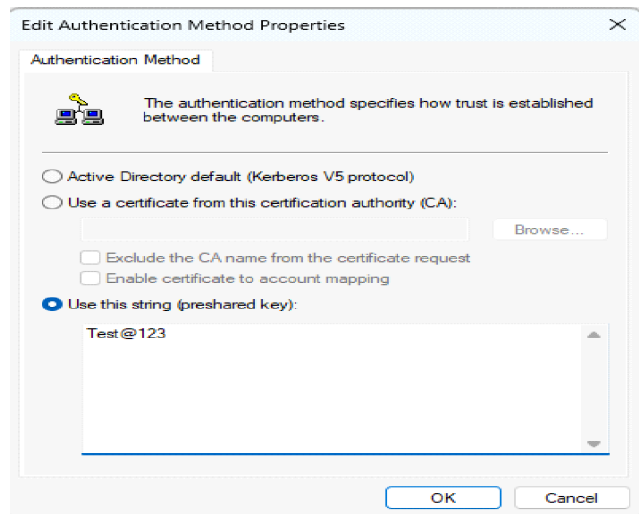 Edit Authentication Method Properties
Authentication Method
The authentication method specifies how trust is established
between the computers.
Active Directory default (Kerberos V5 protocol)
Use a certificate from this certification authority (CA):
Browse...
Exclude the CA name from the certificate request
Enable certificate to account mapping
Use this string (preshared key):
Test@123
OK
Cancel